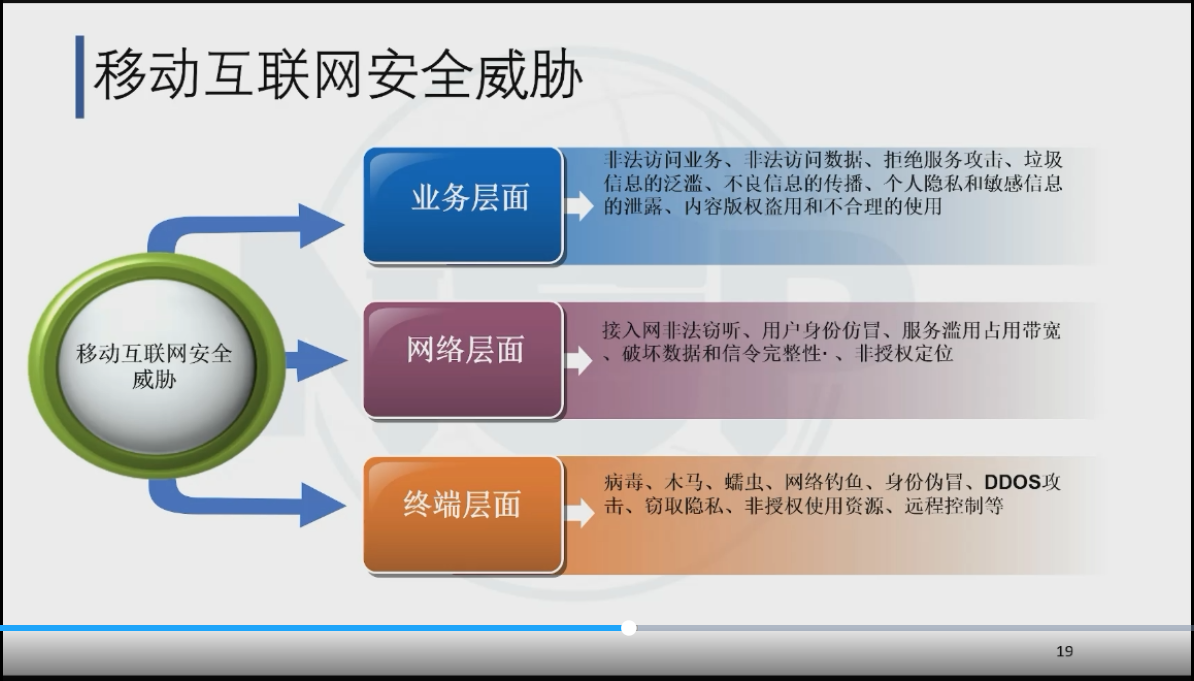 移动互联网安全威胁
业务层面
非法访问业务、非法访问数据、拒绝服务攻击、垃圾
信息的泛滥、不良信息的传播、个人隐私和敏感信息
的泄露、内容版权盗用和不合理的使用
移动互联网安全
威胁
网络层面
接入网非法窃听、用户身份仿冒、服务滥用占用带宽
、破坏数据和信令完整性· 、非授权定位
终端层面
病毒、木马、蠕虫、网络钓鱼、身份伪冒、DDOS攻
击、窃取隐私、非授权使用资源、远程控制等
19